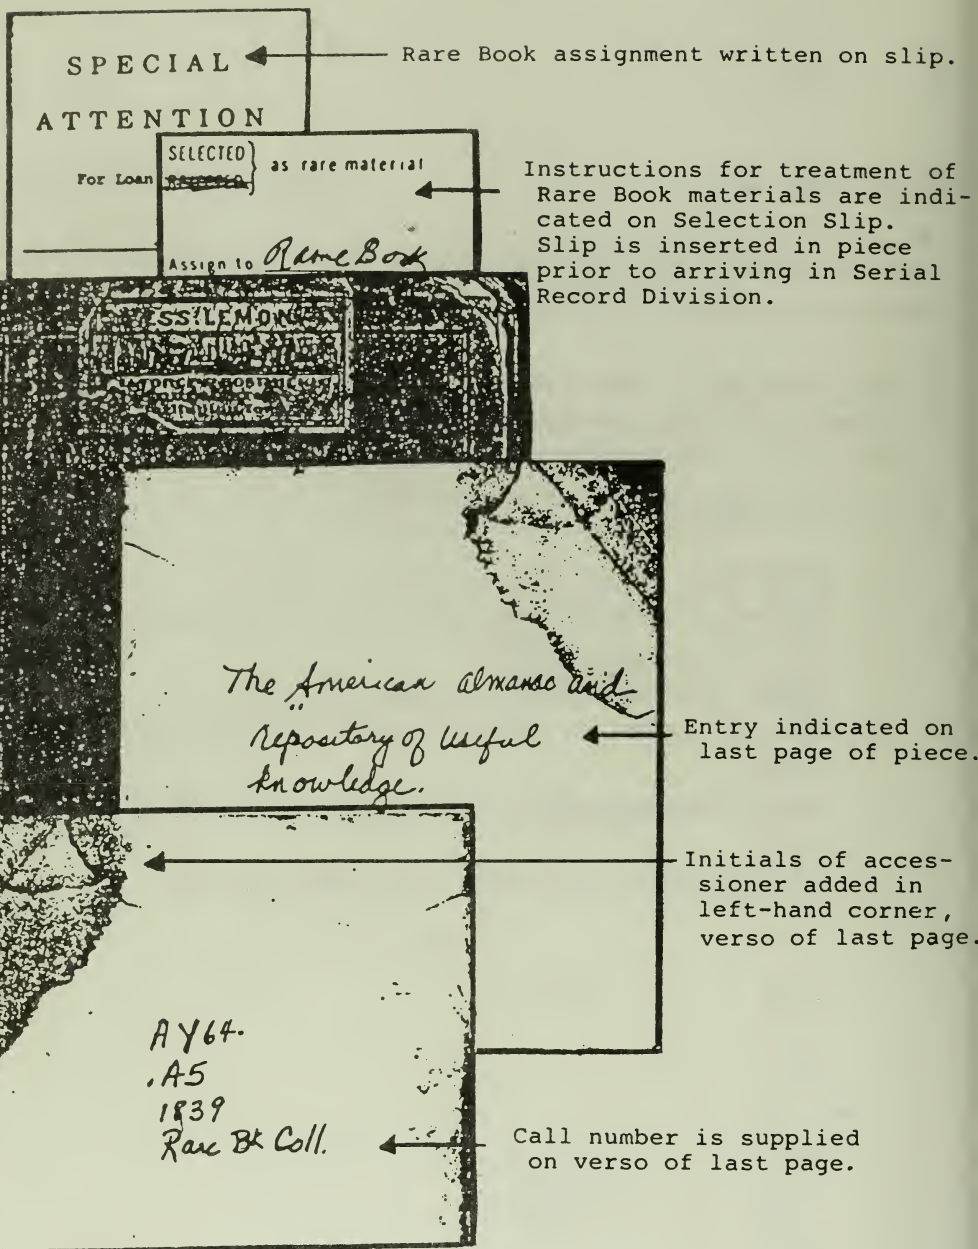 SPECIAL
ATTENTION
For Loan
SELECTED } as rare material
Assign to Rare Book
Rare Book assignment written on slip.
Instructions for treatment of
Rare Book materials are indi-
cated on Selection Slip.
Slip is inserted in piece
prior to arriving in Serial
Record Division.
SS! LEMON
The American almanac and
repository of useful
knowledge.
Entry indicated on
last page of piece.
Initials of acces-
sioner added in
left-hand corner,
verso of last page.
AY64.
.A5
1839
Rare Bk Coll.
Call number is supplied
on verso of last page.